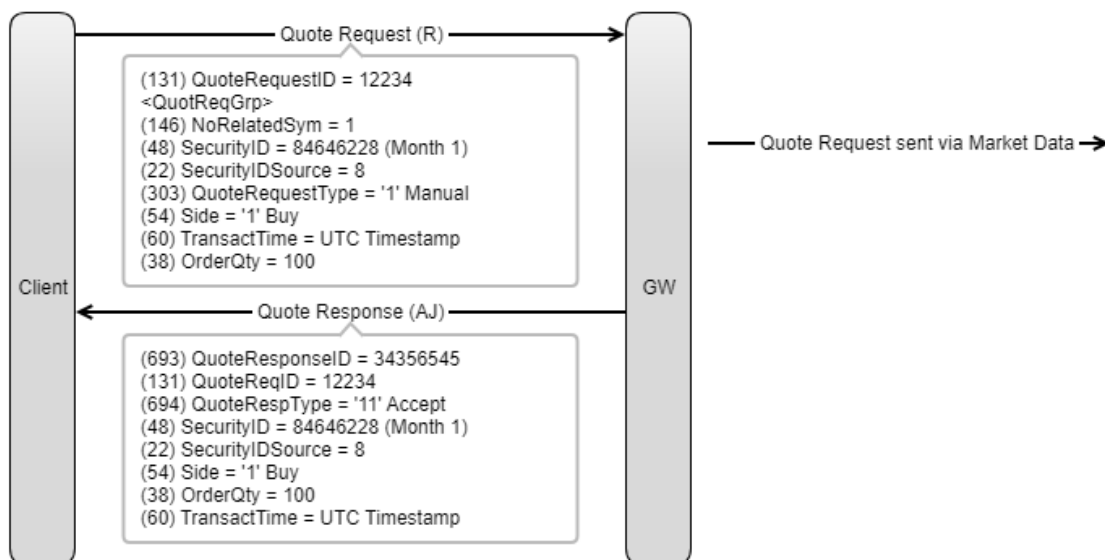 Quote Request (R)
(131) QuoteRequestID = 12234
<QuotReqGrp>
(146) NoRelatedSym = 1
(48) SecurityID = 84646228 (Month 1)
(22) SecurityIDSource = 8
(303) QuoteRequestType = '1' Manual
(54) Side = '1' Buy
(60) TransactTime = UTC Timestamp
(38) OrderQty = 100
Quote Request sent via Market Data
Client
GW
Quote Response (AJ)
(693) QuoteResponseID = 34356545
(131) QuoteReqID = 12234
(694) QuoteRespType = '11' Accept
(48) SecurityID = 84646228 (Month 1)
(22) SecurityIDSource = 8
(54) Side = '1' Buy
(38) OrderQty = 100
(60) TransactTime = UTC Timestamp